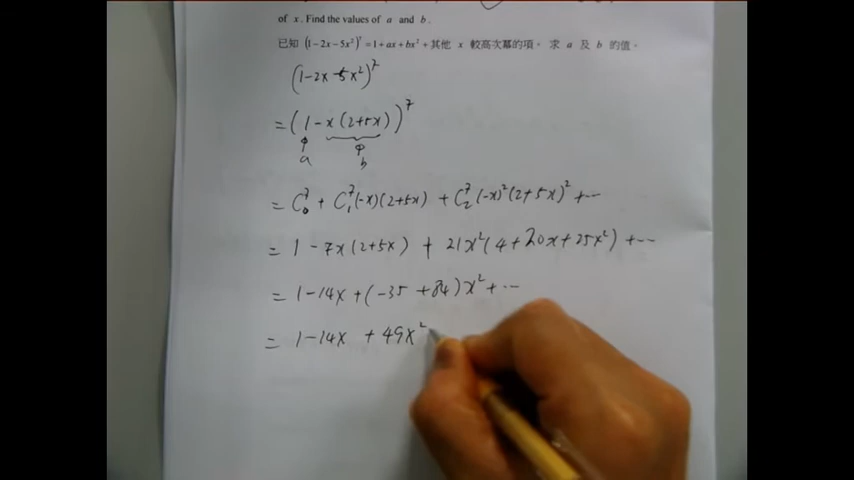 of x. Find the values of a and b.
已知 (1−2x−5x²)⁷ = 1+ax+bx²+其他 x 較高次冪的項。求 a 及 b 的值。
(1−2x−5x²)⁷
= (1 − x(2+5x))⁷
a b
= C⁷₀ + C⁷₁(−x)(2+5x) + C⁷₂(−x)²(2+5x)² + ⋯
= 1 − 7x(2+5x) + 21x²(4+20x+25x²) + ⋯
= 1−14x + (−35 + 84)x² + ⋯
= 1−14x + 49x²